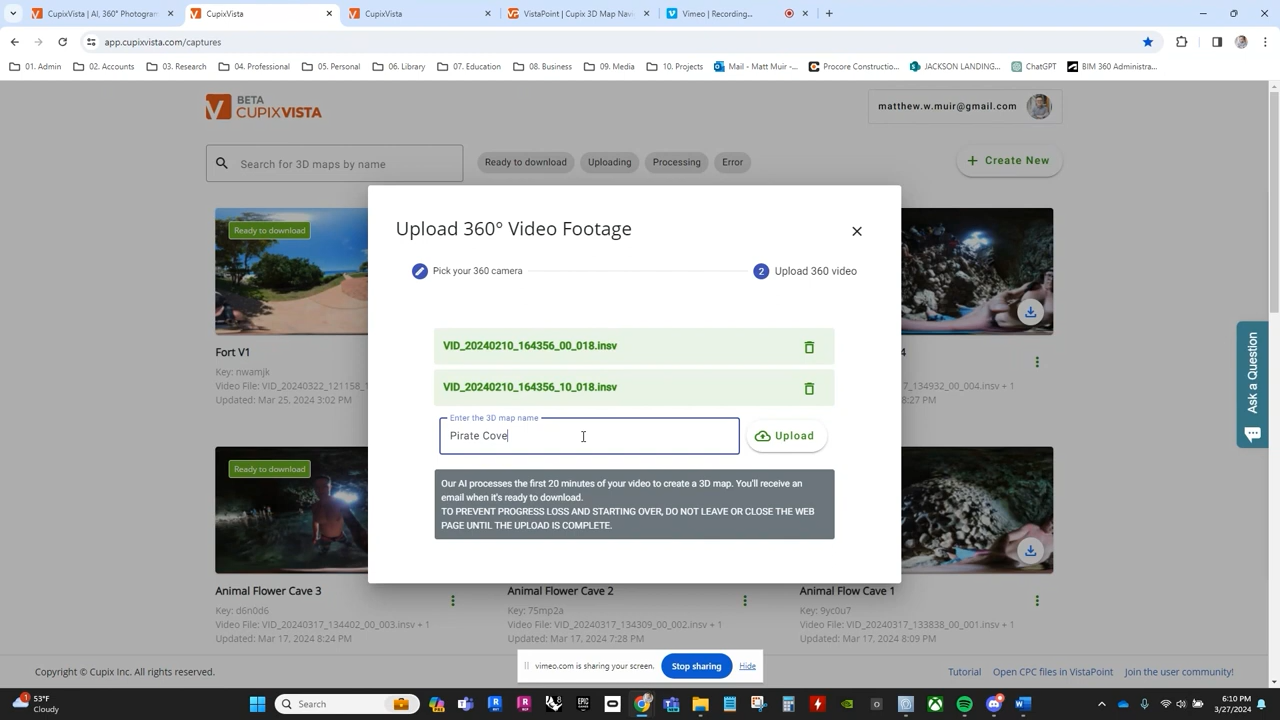 CupixVista | AI, 360° Photogram
CupixVista
CupixVista
VistaPoint | Cupix 3D Map Nav
Vimeo | Recording...
app.cupixvista.com/captures
01. Admin
02. Accounts
03. Research
04. Professional
05. Personal
06. Library
07. Education
08. Business
09. Media
10. Projects
Mail - Matt Muir -...
Procore Constructio...
JACKSON LANDING...
ChatGPT
BIM 360 Administra...
BETA
CUPIXVISTA
matthew.w.muir@gmail.com
Search for 3D maps by name
Ready to download
Uploading
Processing
Error
+ Create New
Upload 360° Video Footage
Pick your 360 camera
2
Upload 360 video
VID_20240210_164356_00_018.insv
VID_20240210_164356_10_018.insv
Enter the 3D map name
Pirate Cove
Upload
Our AI processes the first 20 minutes of your video to create a 3D map. You'll receive an
email when it's ready to download.
TO PREVENT PROGRESS LOSS AND STARTING OVER, DO NOT LEAVE OR CLOSE THE WEB
PAGE UNTIL THE UPLOAD IS COMPLETE.
Ready to download
Fort V1
Key: nwamjk
Video File: VID_20240322_121158_
Updated: Mar 25, 2024 3:02 PM
4
_134932_00_004.insv + 1
8:27 PM
Ask a Question
Ready to download
Animal Flower Cave 3
Key: d6n0d6
Video File: VID_20240317_134402_00_003.insv + 1
Updated: Mar 17, 2024 8:24 PM
Animal Flower Cave 2
Key: 75mp2a
Video File: VID_20240317_134309_00_002.insv + 1
Updated: Mar 17, 2024 7:28 PM
Animal Flow Cave 1
Key: 9yc0u7
Video File: VID_20240317_133838_00_001.insv + 1
Updated: Mar 17, 2024 8:09 PM
vimeo.com is sharing your screen.
Stop sharing
Hide
Copyright © Cupix Inc. All rights reserved.
Tutorial
Open CPC files in VistaPoint
Join the user community!
53°F
Cloudy
Search
6:10 PM
3/27/2024